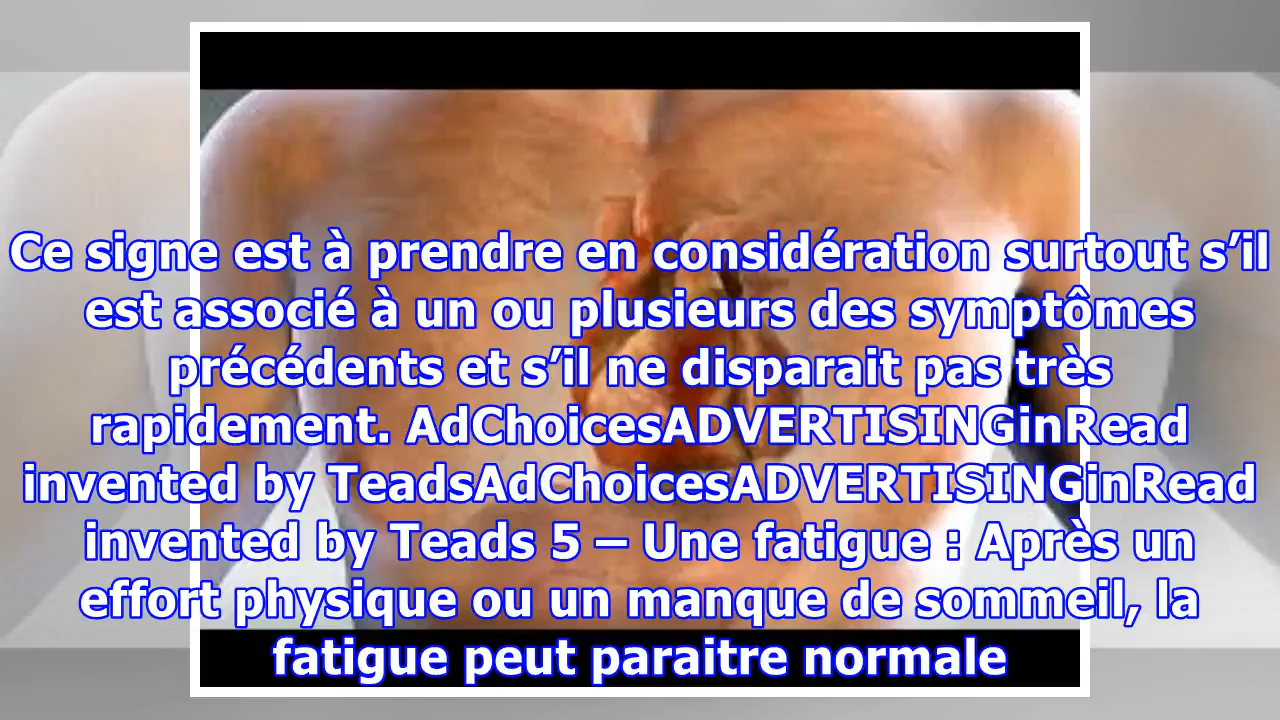 Ce signe est à prendre en considération surtout s’il
est associé à un ou plusieurs des symptômes
précédents et s’il ne disparait pas très
rapidement. AdChoicesADVERTISINGinRead
invented by TeadsAdChoicesADVERTISINGinRead
invented by Teads 5 – Une fatigue : Après un
effort physique ou un manque de sommeil, la
fatigue peut paraitre normale